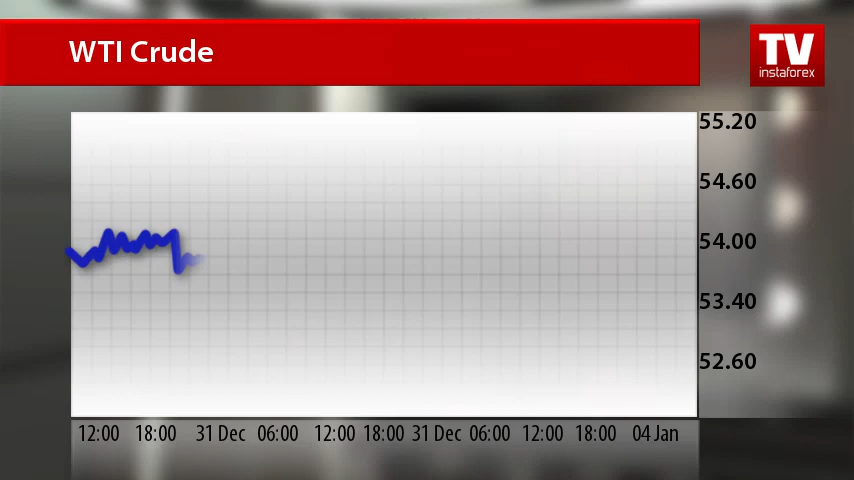 WTI Crude
TV
instaforex
55.20
54.60
54.00
53.40
52.60
12:00 18:00 31 Dec 06:00 12:00 18:00 31 Dec 06:00 12:00 18:00 04 Jan